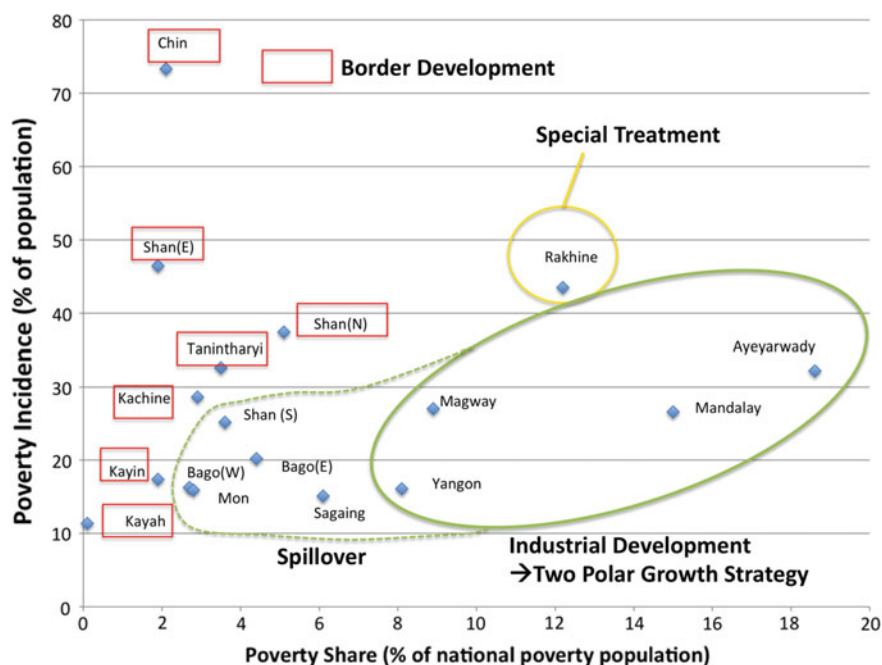 80
Chin
Border Development
70
Special Treatment
60
50
Shan(E)
Rakhine
40
Shan(N)
Tanintharyi
Ayeyarwady
30
Kachine
Magway
Mandalay
Shan (S)
20
Kayin
Bago(W)
Bago(E)
Mon
Yangon
Sagaing
Kayah
10
Spillover
Industrial Development
→Two Polar Growth Strategy
0
0 2 4 6 8 10 12 14 16 18 20
Poverty Share (% of national poverty population)
Poverty Incidence (% of population)